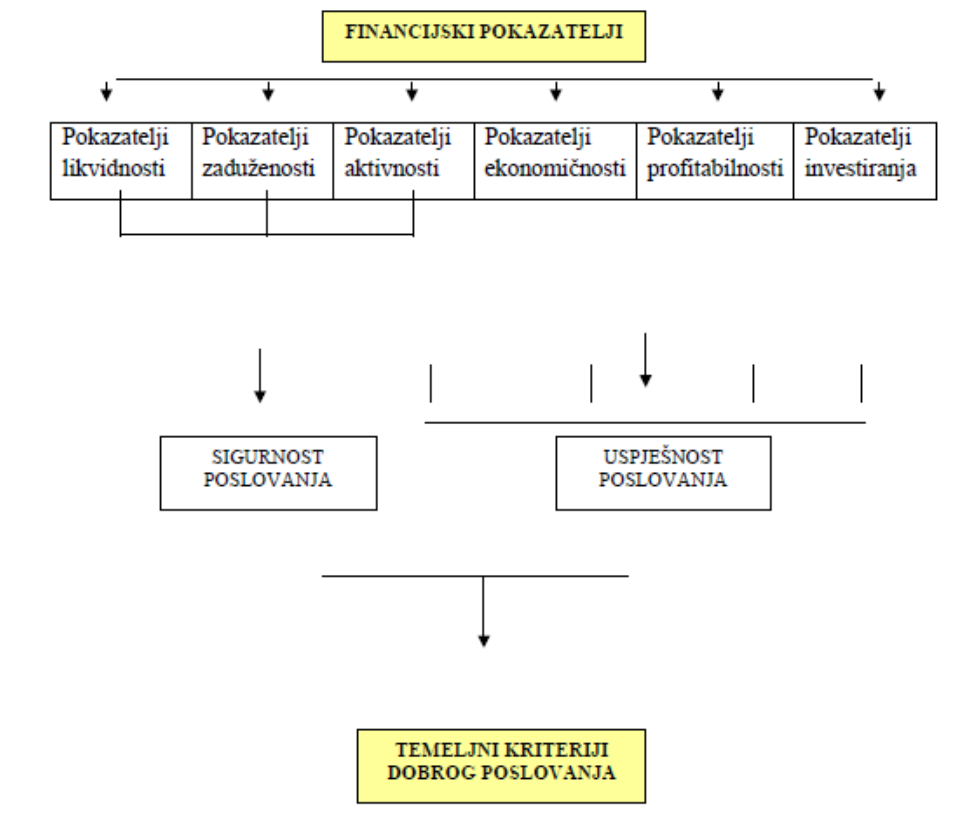 FINANCIJSKI POKAZATELJI
Pokazatelji
likvidnosti
Pokazatelji
zaduženosti
Pokazatelji
aktivnosti
Pokazatelji
ekonomičnosti
Pokazatelji
profitabilnosti
Pokazatelji
investiranja
SIGURNOST
POSLOVANJA
USPJEŠNOST
POSLOVANJA
TEMELJNI KRITERIJI
DOBROG POSLOVANJA